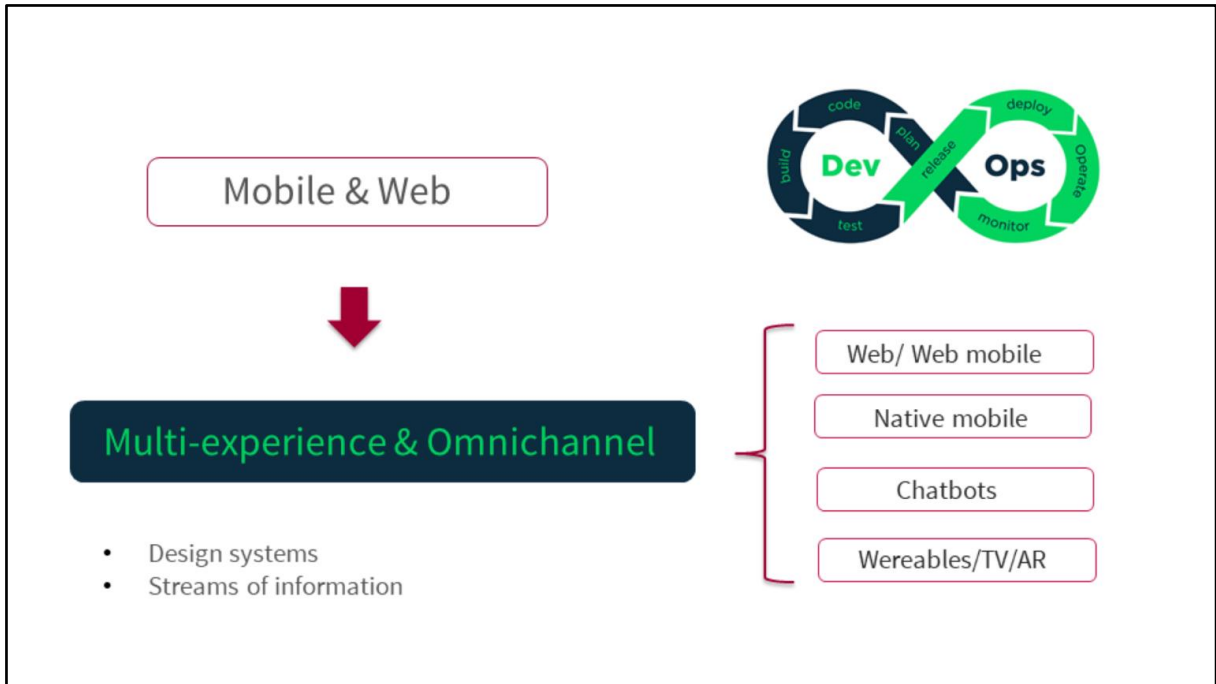 Mobile & Web
code
plan
build
Dev
test
release
deploy
Ops
Operate
monitor
Multi-experience & Omnichannel
• Design systems
• Streams of information
Web/ Web mobile
Native mobile
Chatbots
Wereables/TV/AR